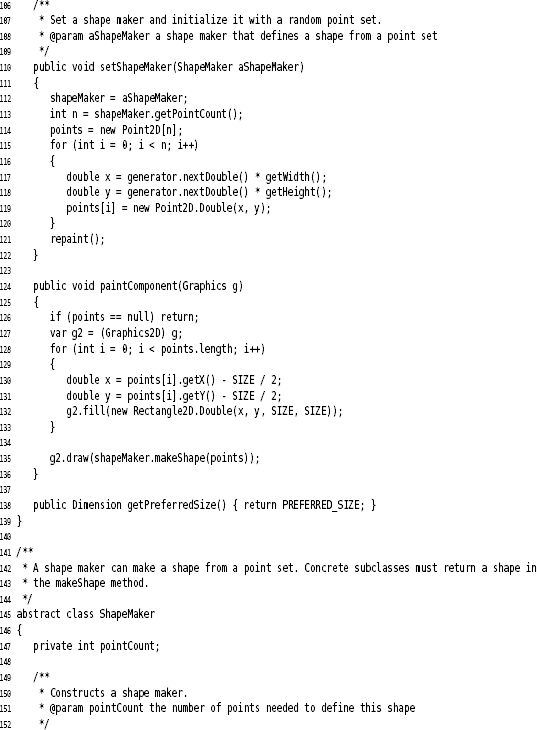 106    /**
107     * Set a shape maker and initialize it with a random point set.
108     * @param aShapeMaker a shape maker that defines a shape from a point set
109     */
110    public void setShapeMaker(ShapeMaker aShapeMaker)
111    {
112       shapeMaker = aShapeMaker;
113       int n = shapeMaker.getPointCount();
114       points = new Point2D[n];
115       for (int i = 0; i < n; i++)
116       {
117          double x = generator.nextDouble() * getWidth();
118          double y = generator.nextDouble() * getHeight();
119          points[i] = new Point2D.Double(x, y);
120       }
121       repaint();
122    }
123
124    public void paintComponent(Graphics g)
125    {
126       if (points == null) return;
127       var g2 = (Graphics2D) g;
128       for (int i = 0; i < points.length; i++)
129       {
130          double x = points[i].getX() - SIZE / 2;
131          double y = points[i].getY() - SIZE / 2;
132          g2.fill(new Rectangle2D.Double(x, y, SIZE, SIZE));
133       }
134
135       g2.draw(shapeMaker.makeShape(points));
136    }
137
138    public Dimension getPreferredSize() { return PREFERRED_SIZE; }
139 }
140
141 /**
142  * A shape maker can make a shape from a point set. Concrete subclasses must return a shape in
143  * the makeShape method.
144  */
145 abstract class ShapeMaker
146 {
147    private int pointCount;
148
149    /**
150     * Constructs a shape maker.
151     * @param pointCount the number of points needed to define this shape
152     */